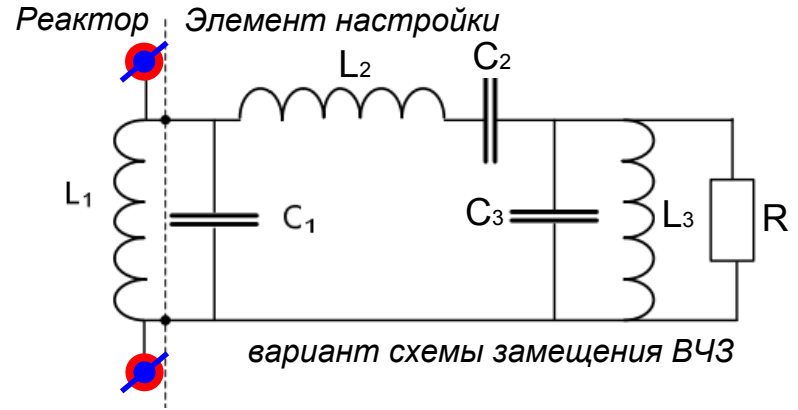 Реактор Элемент настройки
L2 C2
L1 C1 C3 L3 R
вариант схемы замещения ВЧЗ